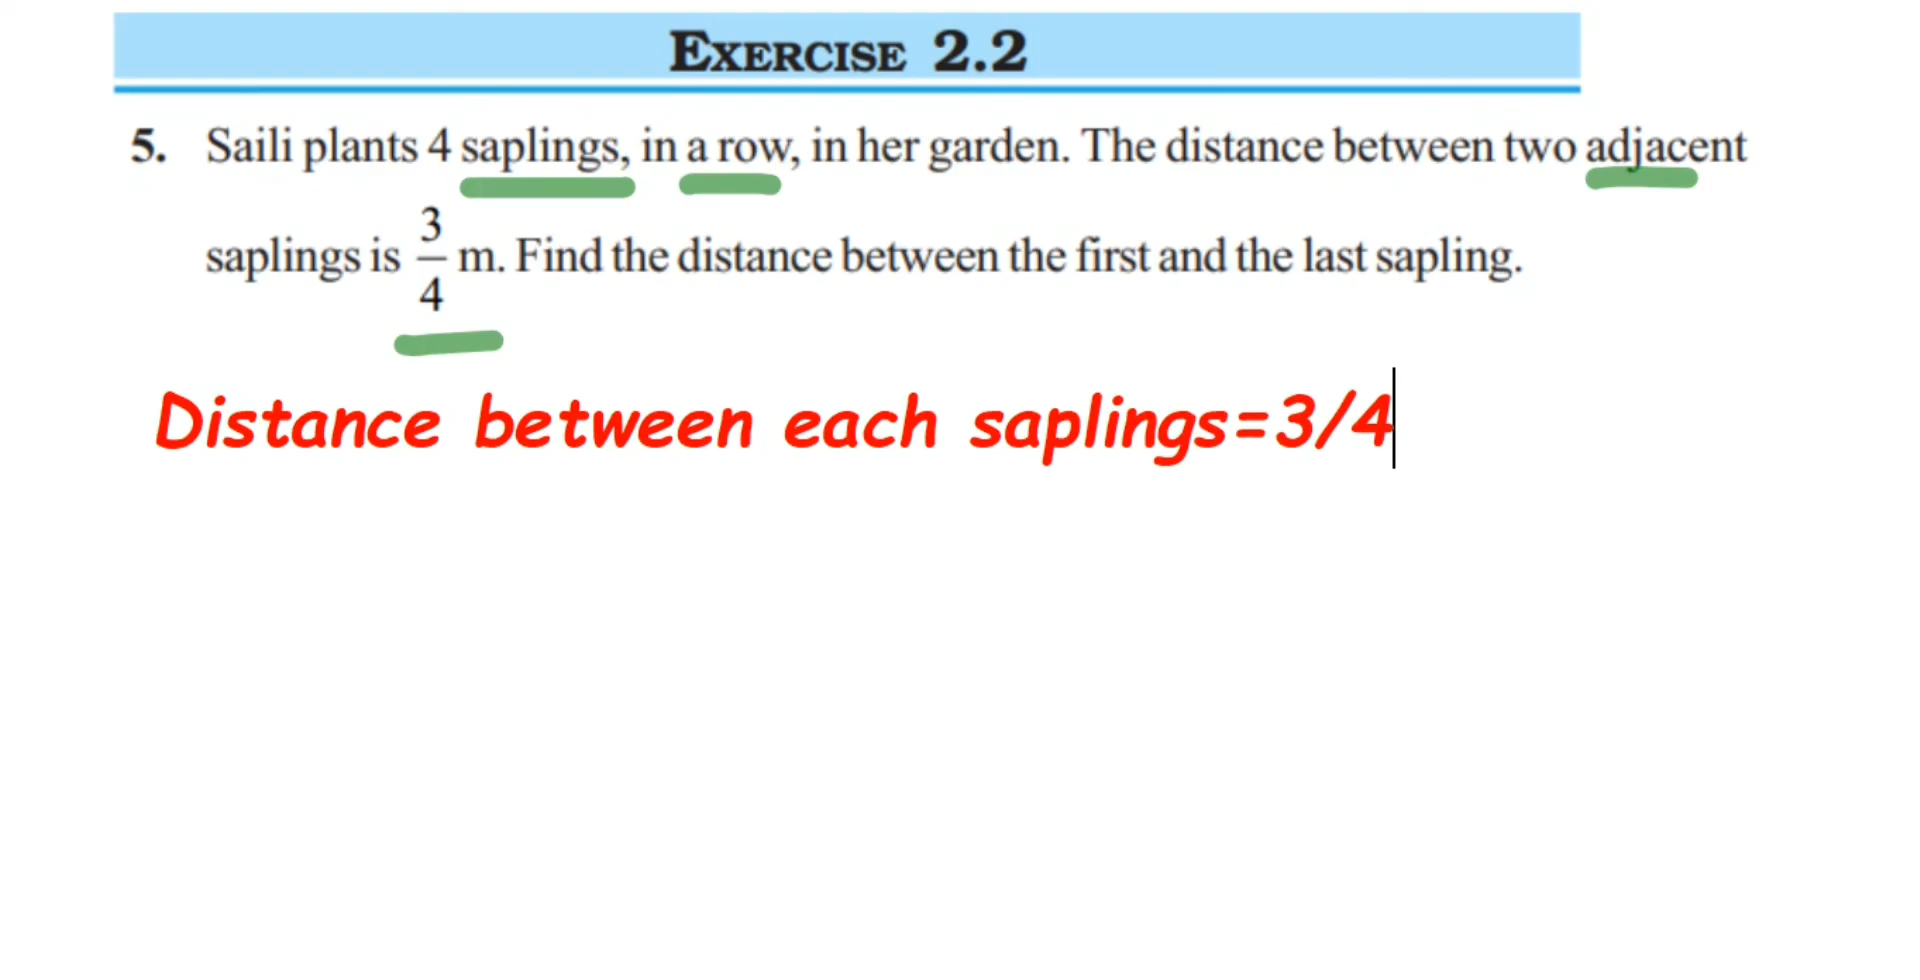 EXERCISE 2.2
5. Saili plants 4 saplings, in a row, in her garden. The distance between two adjacent
saplings is 3/4 m. Find the distance between the first and the last sapling.
Distance between each saplings=3/4